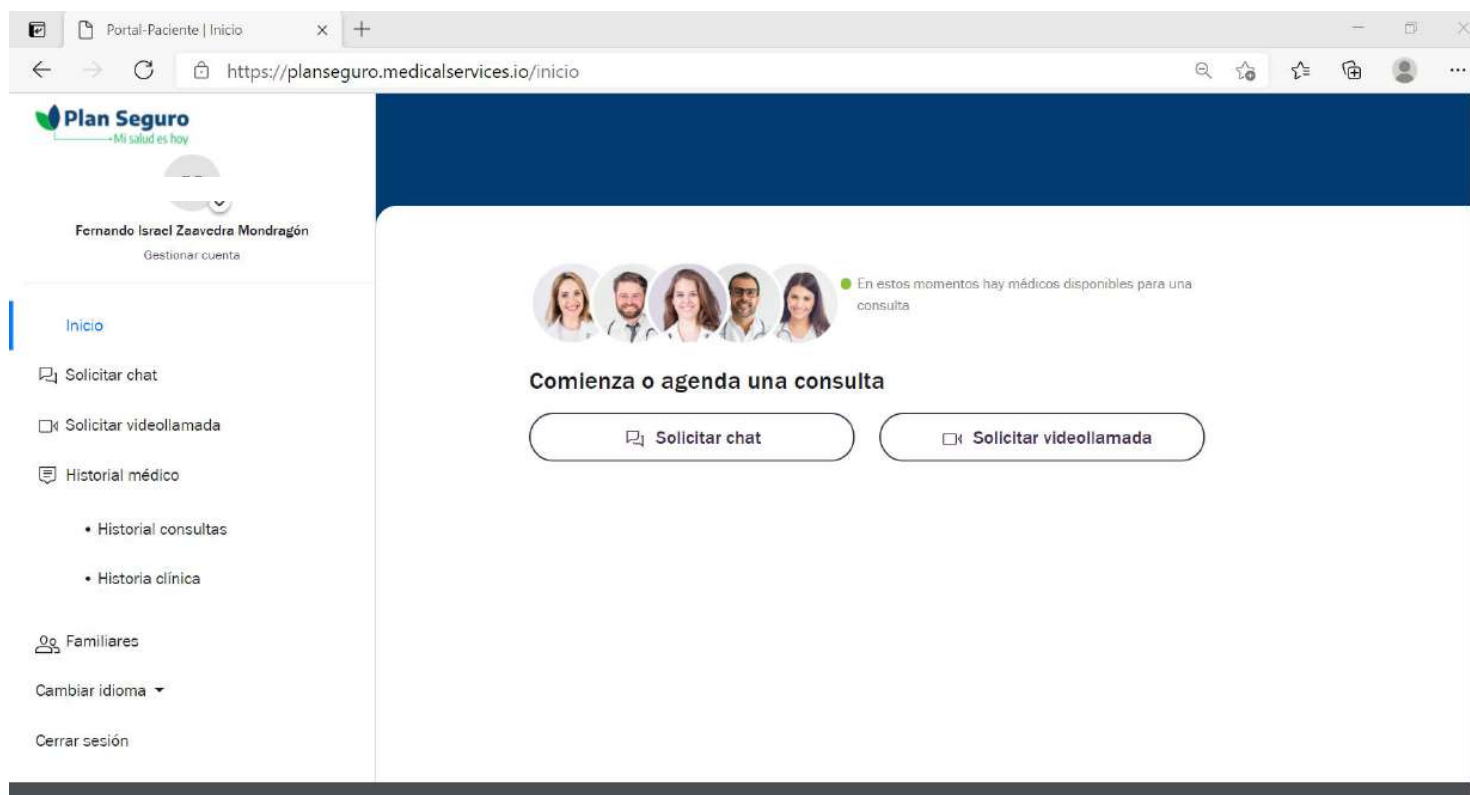 Portal-Paciente | Inicio
https://planseguro.medicalservices.io/inicio
Plan Seguro
Mi salud es hoy
Fernando Israel Zaavedra Mondragón
Gestionar cuenta
Inicio
Solicitar chat
Solicitar videollamada
Historial médico
• Historial consultas
• Historia clínica
Familiares
Cambiar idioma
Cerrar sesión
En estos momentos hay médicos disponibles para una
consulta
Comienza o agenda una consulta
Solicitar chat
Solicitar videollamada